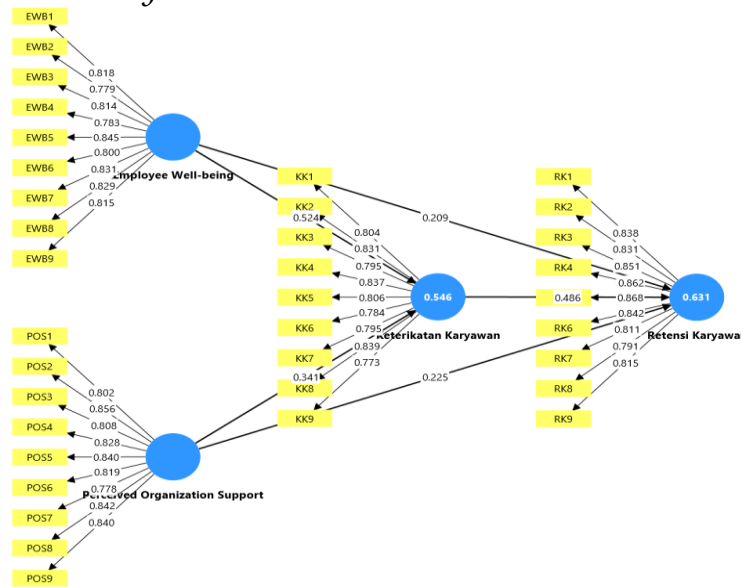 EWB1
EWB2
EWB3
EWB4
EWB5
EWB6
EWB7
EWB8
EWB9
0.818
0.779
0.814
0.783
0.845
0.800
0.831
0.829
0.815
Employee Well-being
POS1
POS2
POS3
POS4
POS5
POS6
POS7
POS8
POS9
0.802
0.856
0.808
0.828
0.840
0.819
0.778
0.842
0.840
Perceived Organization Support
0.524
0.341
0.209
0.225
0.486
KK1
KK2
KK3
KK4
KK5
KK6
KK7
KK8
KK9
0.804
0.831
0.795
0.837
0.806
0.784
0.795
0.839
0.773
0.546
Keterikatan Karyawan
RK1
RK2
RK3
RK4
RK6
RK7
RK8
RK9
0.838
0.831
0.851
0.862
0.868
0.842
0.811
0.791
0.815
0.631
Retensi Karyawa